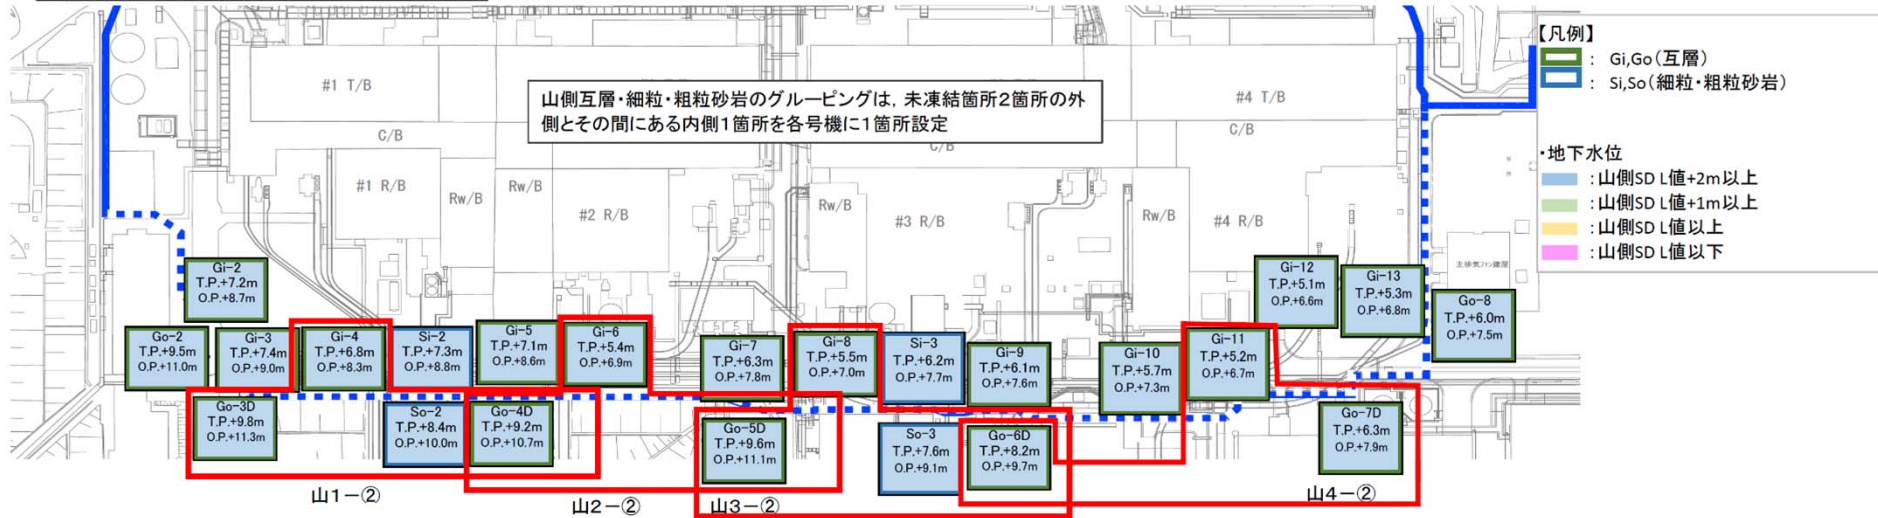 【凡例】
： Gi,Go（互層）
： Si,So（細粒・粗粒砂岩）
・地下水位
：山側SD L値+2m以上
：山側SD L値+1m以上
：山側SD L値以上
：山側SD L値以下
山側互層・細粒・粗粒砂岩のグルーピングは，未凍結箇所2箇所の外
側とその間にある内側1箇所を各号機に1箇所設定
#1 T/B
#4 T/B
C/B
C/B
C/B
#1 R/B
Rw/B
Rw/B
#2 R/B
Rw/B
#3 R/B
Rw/B
#4 R/B
主排気ファン建屋
Gi-2
T.P.+7.2m
O.P.+8.7m
Gi-12
T.P.+5.1m
O.P.+6.6m
Gi-13
T.P.+5.3m
O.P.+6.8m
Go-8
T.P.+6.0m
O.P.+7.5m
Go-2
T.P.+9.5m
O.P.+11.0m
Gi-3
T.P.+7.4m
O.P.+9.0m
Gi-4
T.P.+6.8m
O.P.+8.3m
Si-2
T.P.+7.3m
O.P.+8.8m
Gi-5
T.P.+7.1m
O.P.+8.6m
Gi-6
T.P.+5.4m
O.P.+6.9m
Gi-7
T.P.+6.3m
O.P.+7.8m
Gi-8
T.P.+5.5m
O.P.+7.0m
Si-3
T.P.+6.2m
O.P.+7.7m
Gi-9
T.P.+6.1m
O.P.+7.6m
Gi-10
T.P.+5.7m
O.P.+7.3m
Gi-11
T.P.+5.2m
O.P.+6.7m
Go-3D
T.P.+9.8m
O.P.+11.3m
So-2
T.P.+8.4m
O.P.+10.0m
Go-4D
T.P.+9.2m
O.P.+10.7m
Go-5D
T.P.+9.6m
O.P.+11.1m
So-3
T.P.+7.6m
O.P.+9.1m
Go-6D
T.P.+8.2m
O.P.+9.7m
Go-7D
T.P.+6.3m
O.P.+7.9m
山1－②
山2－②
山3－②
山4－②